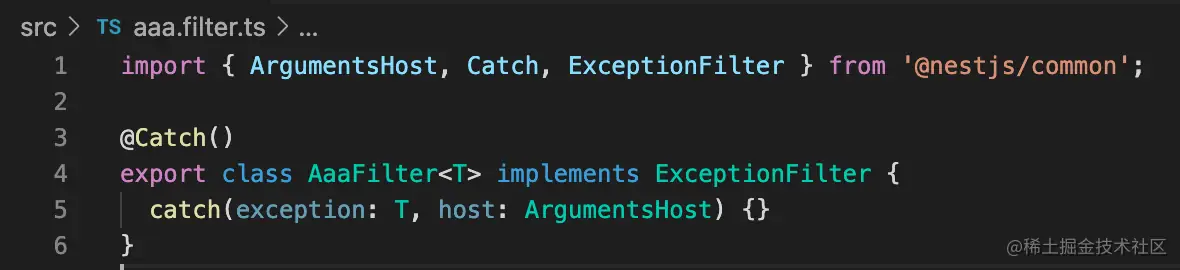 src > TS aaa.filter.ts > ...
1 import { ArgumentsHost, Catch, ExceptionFilter } from '@nestjs/common';
2
3 @Catch()
4 export class AaaFilter<T> implements ExceptionFilter {
5   catch(exception: T, host: ArgumentsHost) {}
6 }
@稀土掘金技术社区